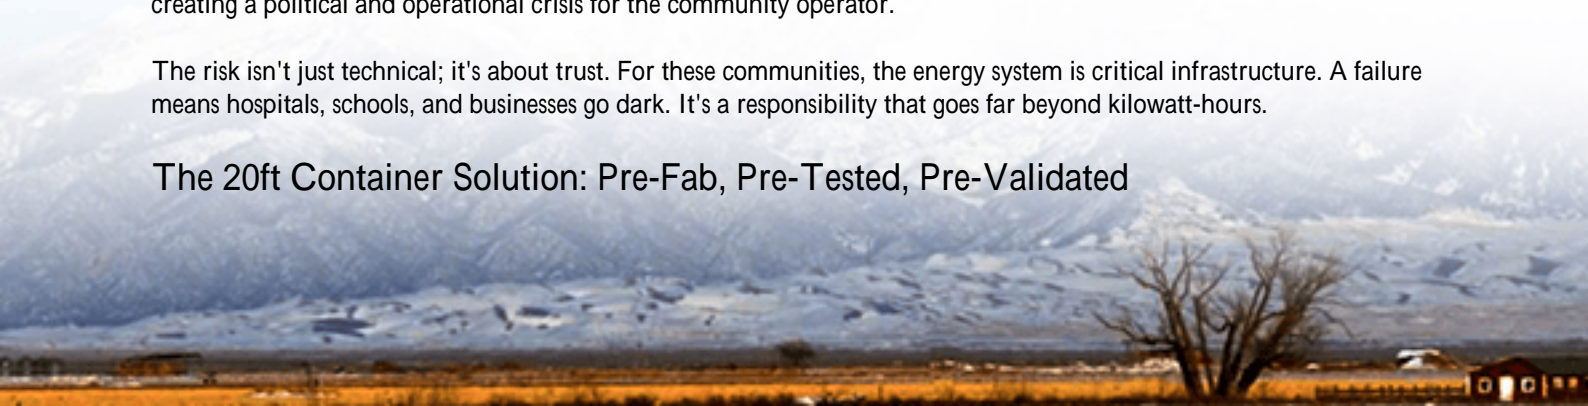 creating a political and operational crisis for the community operator.
The risk isn't just technical; it's about trust. For these communities, the energy system is critical infrastructure. A failure
means hospitals, schools, and businesses go dark. It's a responsibility that goes far beyond kilowatt-hours.
The 20ft Container Solution: Pre-Fab, Pre-Tested, Pre-Validated